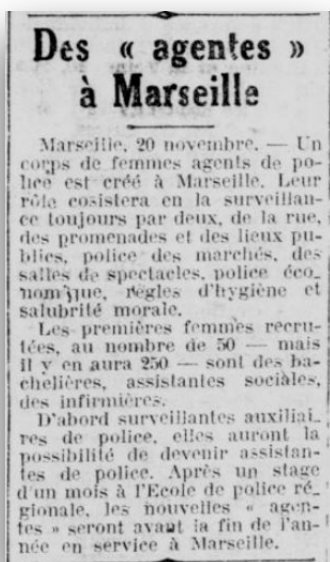 Des « agentes »
à Marseille
Marseille, 20 novembre. — Un
corps de femmes agents de po-
lice est créé à Marseille. Leur
rôle cosistera en la surveillan-
ce toujours par deux, de la rue,
des promenades et des lieux pu-
blics, police des marchés, des
salles de spectacles, police éco-
nomique, règles d'hygiène et
salubrité morale.
Les premières femmes recru-
tées, au nombre de 50 — mais
il y en aura 250 — sont des ba-
chelières, assistantes sociales,
des infirmières.
D'abord surveillantes auxiliai-
res de police, elles auront la
possibilité de devenir assistan-
tes de police. Après un stage
d'un mois à l'Ecole de police ré-
gionale, les nouvelles « agen-
tes » seront avant la fin de l'an-
née en service à Marseille.